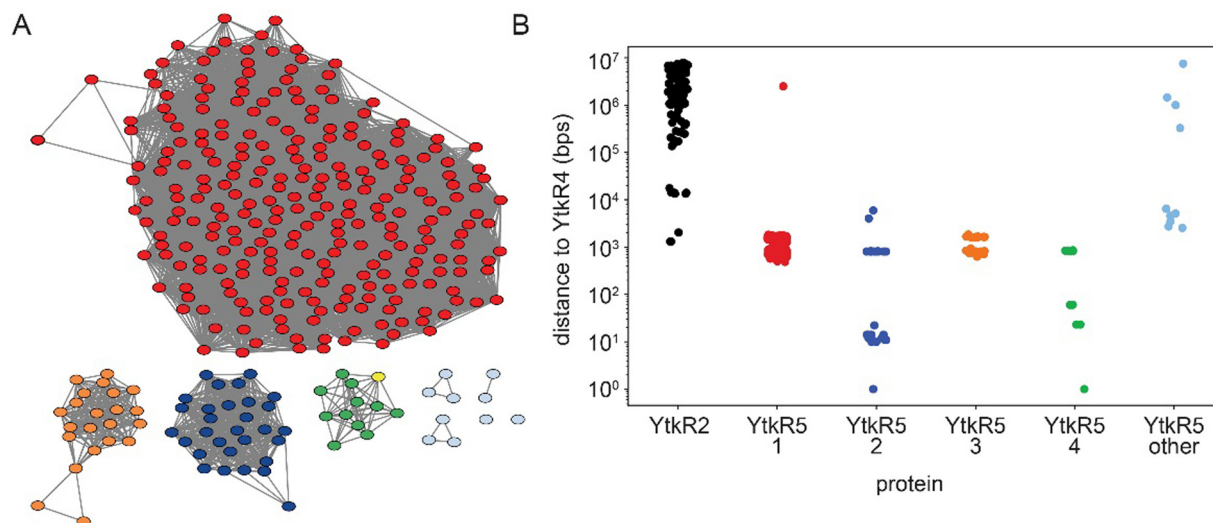 A
B
distance to YtkR4 (bps)
10⁷
10⁶
10⁵
10⁴
10³
10²
10¹
10⁰
YtkR2
YtkR5
1
YtkR5
2
YtkR5
3
YtkR5
4
YtkR5
other
protein